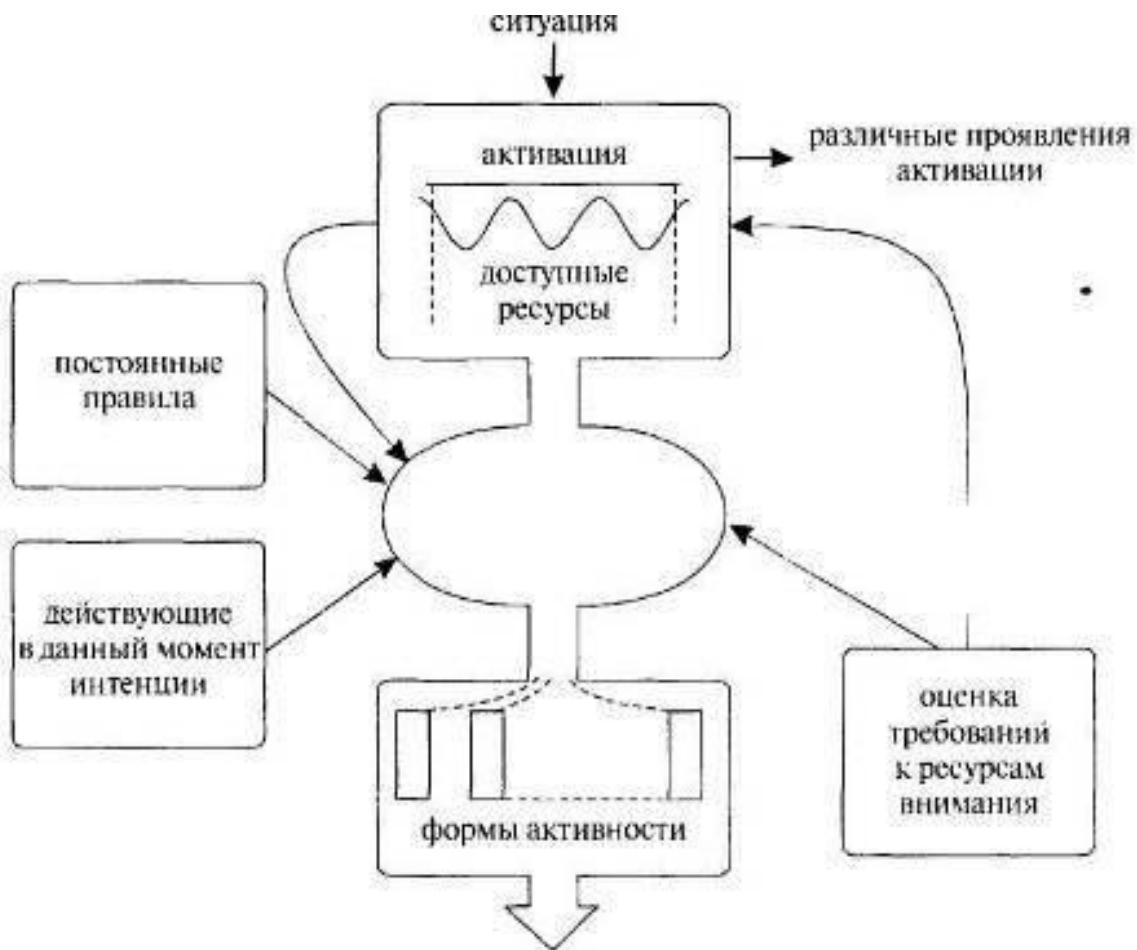 ситуация
активация
различные проявления
активации
доступные
ресурсы
постоянные
правила
действующие
в данный момент
интенции
оценка
требований
к ресурсам
внимания
формы активности